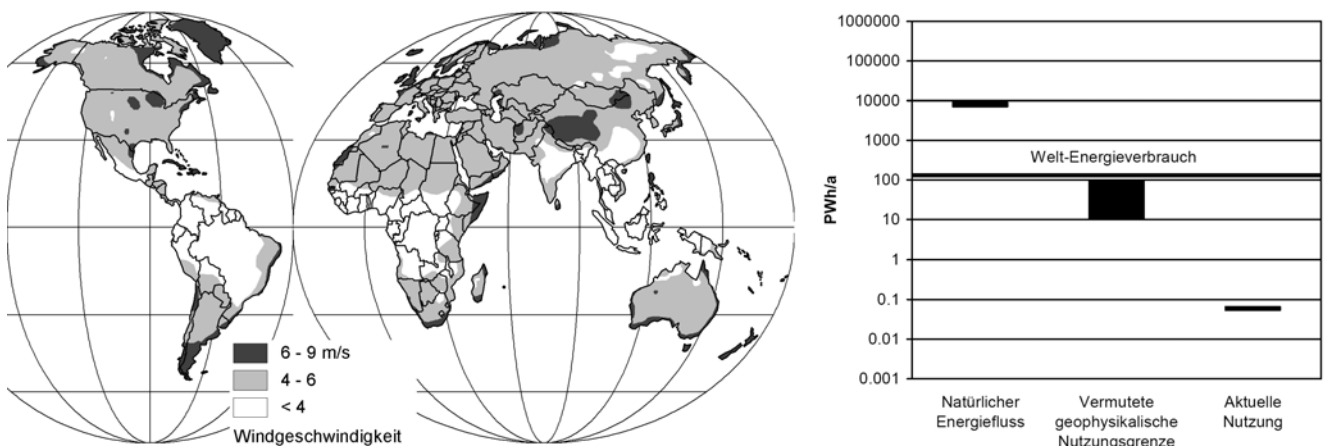 6 - 9 m/s
4 - 6
< 4
Windgeschwindigkeit
PWh/a
1000000
100000
10000
1000
100
10
1
0.1
0.01
0.001
Welt-Energieverbrauch
Natürlicher
Energiefluss
Vermutete
geophysikalische
Nutzungsgrenze
Aktuelle
Nutzung